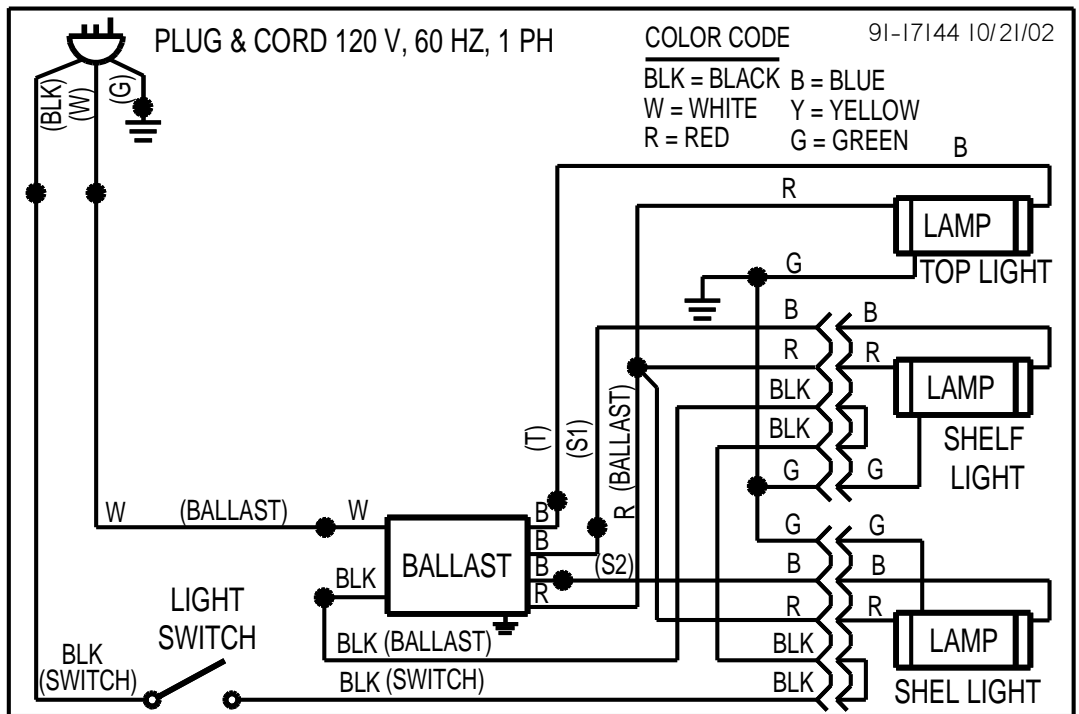 PLUG & CORD 120 V, 60 HZ, 1 PH
COLOR CODE
91-17144 10/21/02
BLK = BLACK
B = BLUE
W = WHITE
Y = YELLOW
R = RED
G = GREEN
(BLK)
(W)
(G)
B
R
LAMP
TOP LIGHT
G
B
B
R
R
LAMP
BLK
BLK
SHELF
LIGHT
G
G
(T)
(S1)
R (BALLAST)
W
(BALLAST)
W
B
B
B
R
(S2)
BALLAST
G
G
B
B
R
R
LAMP
BLK
BLK
SHEL LIGHT
BLK
LIGHT
SWITCH
BLK (BALLAST)
BLK
(SWITCH)
BLK (SWITCH)